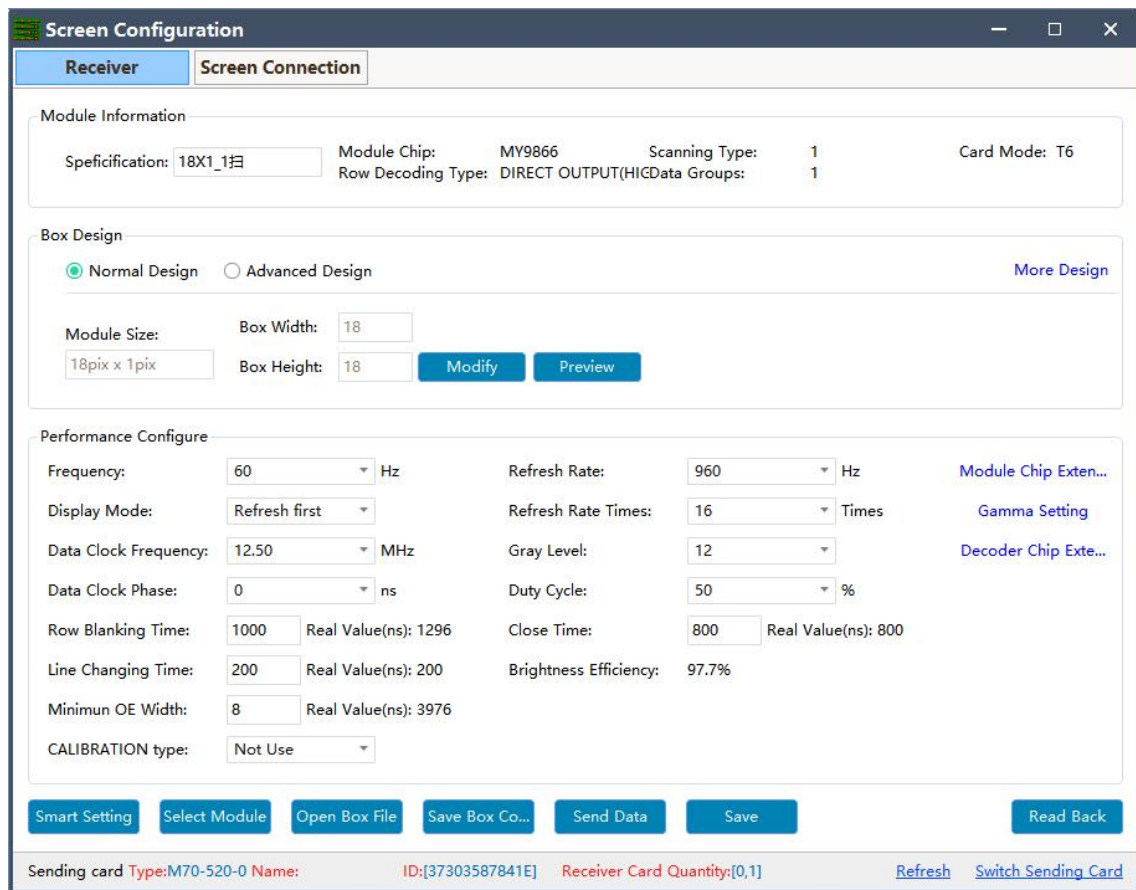 Screen Configuration
Receiver Screen Connection
Module Information
Speficification: 18X1_1扫 Module Chip: MY9866 Scanning Type: 1 Card Mode: T6
Row Decoding Type: DIRECT OUTPUT(HIGData Groups: 1
Box Design
Normal Design Advanced Design More Design
Module Size: Box Width: 18
18pix x 1pix Box Height: 18 Modify Preview
Performance Configure
Frequency: 60 Hz Refresh Rate: 960 Hz Module Chip Exten...
Display Mode: Refresh first Refresh Rate Times: 16 Times Gamma Setting
Data Clock Frequency: 12.50 MHz Gray Level: 12 Decoder Chip Exte...
Data Clock Phase: 0 ns Duty Cycle: 50 %
Row Blanking Time: 1000 Real Value(ns): 1296 Close Time: 800 Real Value(ns): 800
Line Changing Time: 200 Real Value(ns): 200 Brightness Efficiency: 97.7%
Minimun OE Width: 8 Real Value(ns): 3976
CALIBRATION type: Not Use
Smart Setting Select Module Open Box File Save Box Co... Send Data Save Read Back
Sending card Type:M70-520-0 Name: ID:[37303587841E] Receiver Card Quantity:[0,1] Refresh Switch Sending Card